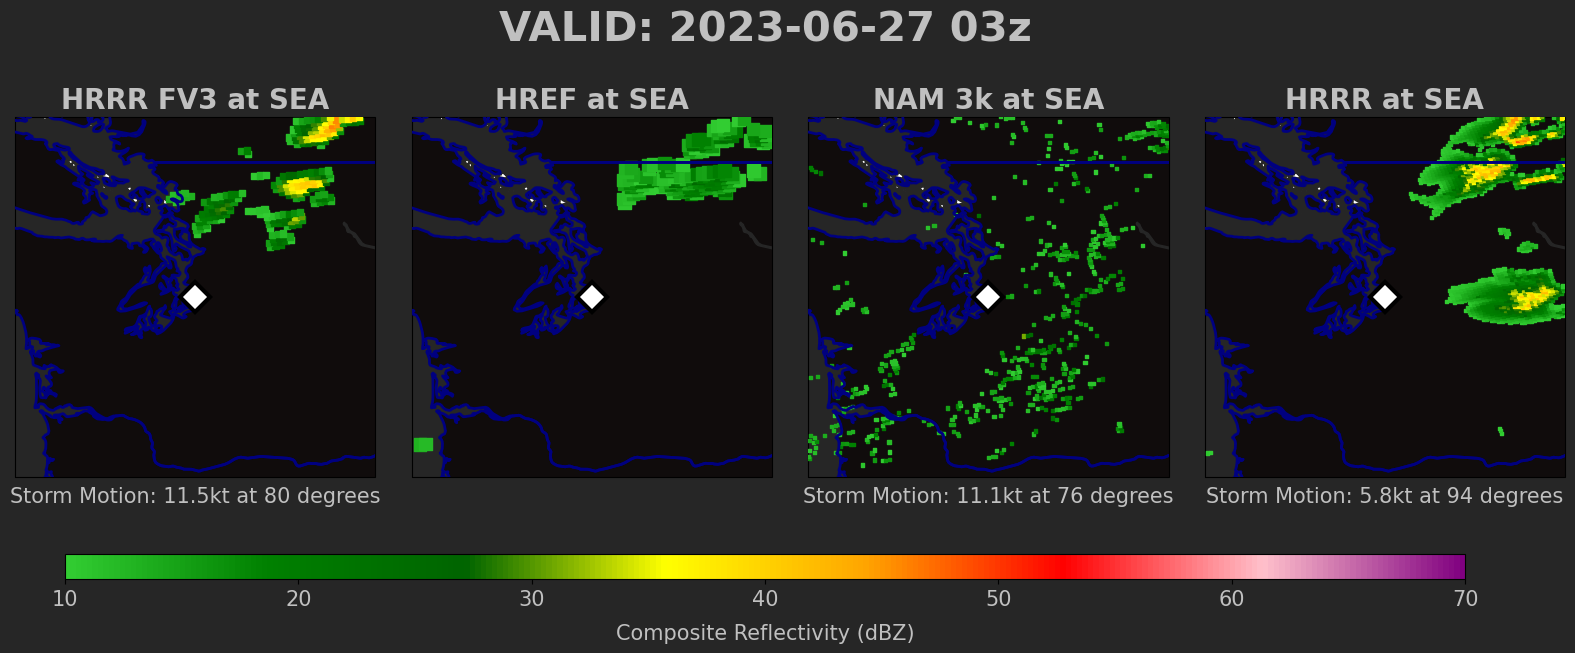 VALID: 2023-06-27 03z
HRRR FV3 at SEA
HREF at SEA
NAM 3k at SEA
HRRR at SEA
Storm Motion: 11.5kt at 80 degrees
Storm Motion: 11.1kt at 76 degrees
Storm Motion: 5.8kt at 94 degrees
10 20 30 40 50 60 70
Composite Reflectivity (dBZ)